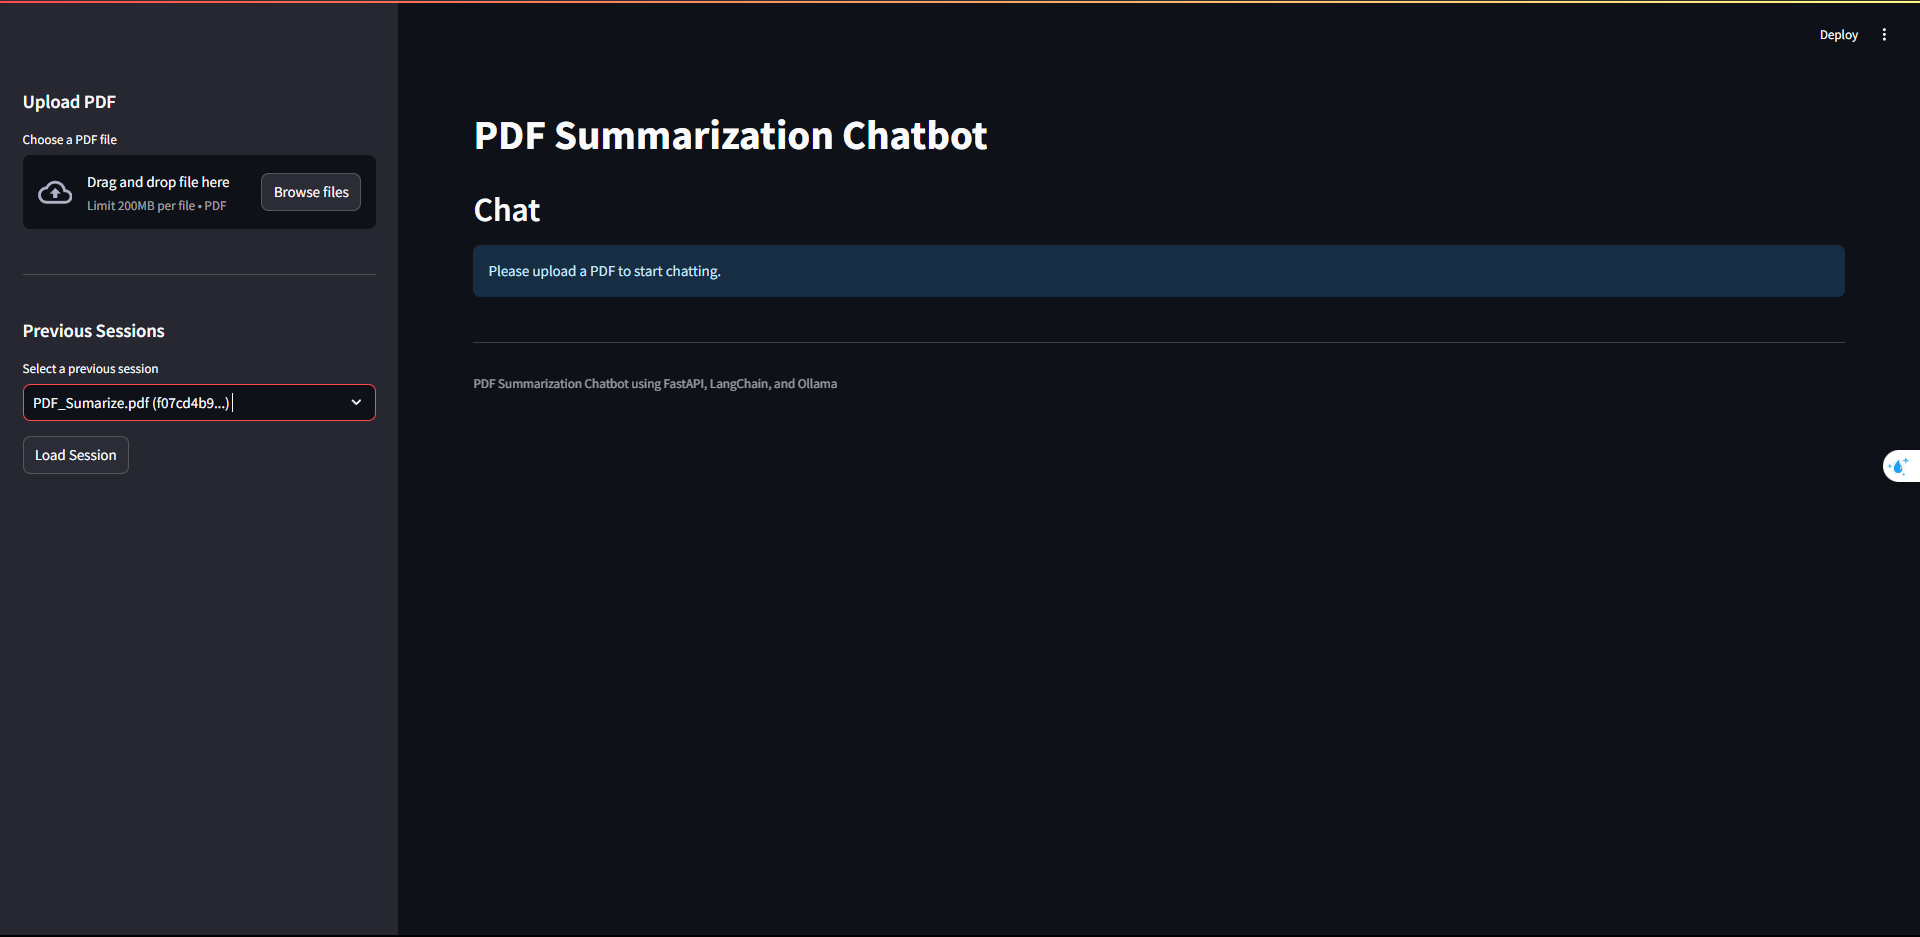 Deploy
Upload PDF
Choose a PDF file
Drag and drop file here
Limit 200MB per file • PDF
Browse files
Previous Sessions
Select a previous session
PDF_Sumarize.pdf (f07cd4b9...)
Load Session
PDF Summarization Chatbot
Chat
Please upload a PDF to start chatting.
PDF Summarization Chatbot using FastAPI, LangChain, and Ollama